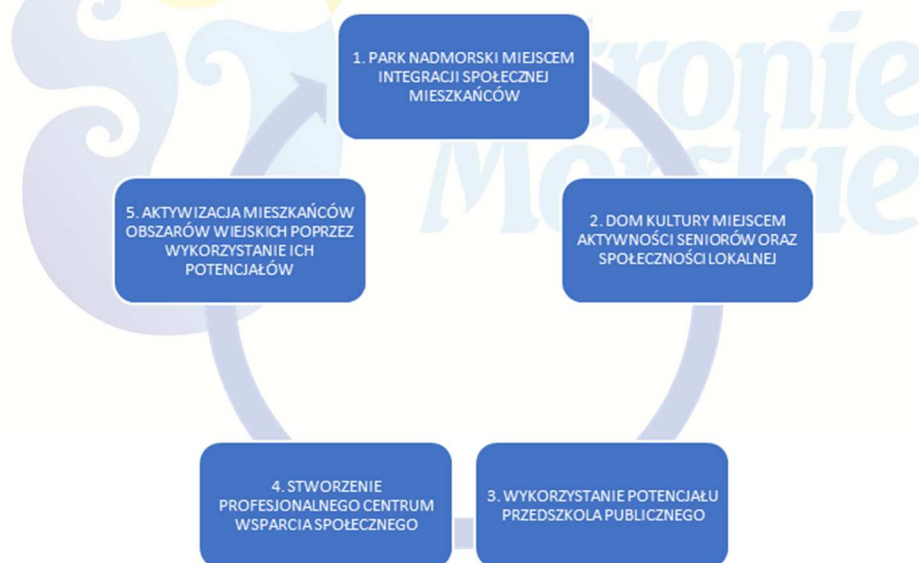 1. PARK NADMORSKI MIEJSCEM
INTEGRACJI SPOŁECZNEJ
MIESZKAŃCÓW
2. DOM KULTURY MIEJSCEM
AKTYWNOŚCI SENIORÓW ORAZ
SPOŁECZNOŚCI LOKALNEJ
3. WYKORZYSTANIE POTENCJAŁU
PRZEDSZKOLA PUBLICZNEGO
4. STWORZENIE
PROFESJONALNEGO CENTRUM
WSPARCIA SPOŁECZNEGO
5. AKTYWIZACJA MIESZKAŃCÓW
OBSZARÓW WIEJSKICH POPRZEZ
WYKORZYSTANIE ICH
POTENCJAŁÓW
Morskie